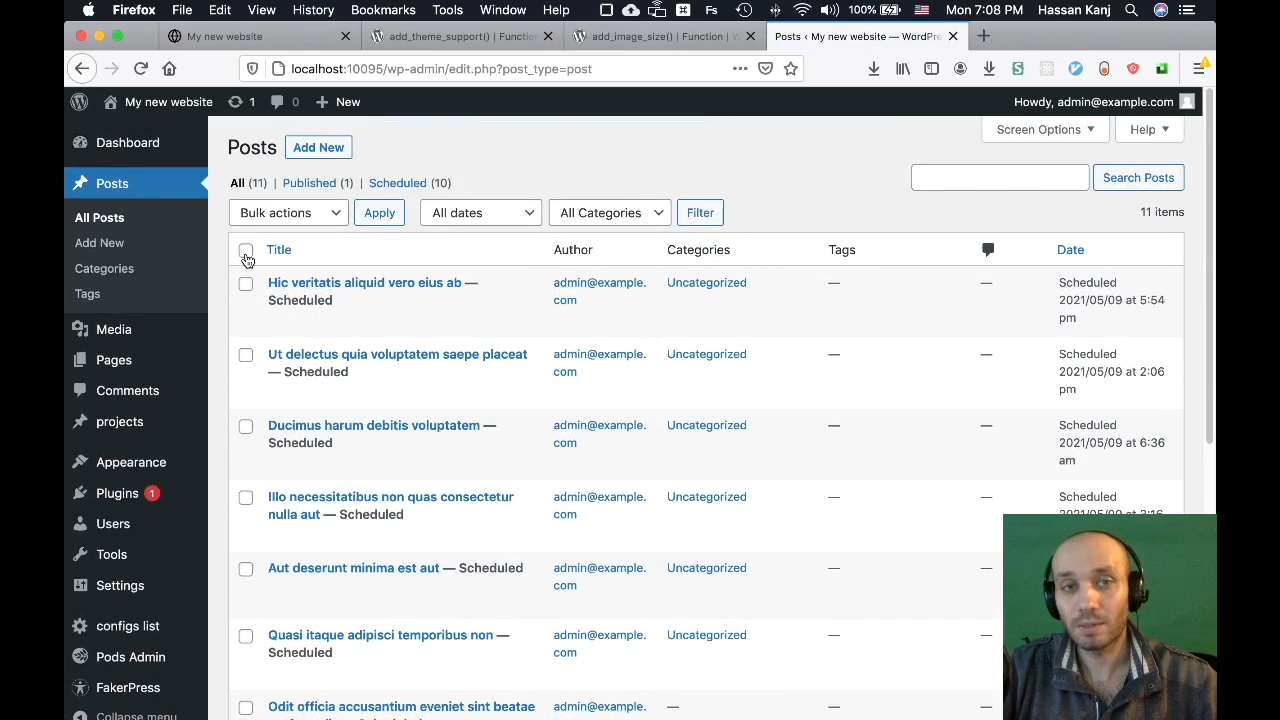 Firefox File Edit View History Bookmarks Tools Window Help Fs 100% Mon 7:08 PM Hassan Kanj
My new website
add_theme_support() | Function
add_image_size() | Function | W
Posts ‹ My new website — WordPre
localhost:10095/wp-admin/edit.php?post_type=post
My new website 1 0 New Howdy, admin@example.com
Dashboard
Posts
All Posts
Add New
Categories
Tags
Media
Pages
Comments
projects
Appearance
Plugins 1
Users
Tools
Settings
configs list
Pods Admin
FakerPress
Collapse menu
Screen Options Help
Posts Add New
All (11) | Published (1) | Scheduled (10)
Search Posts
Bulk actions Apply All dates All Categories Filter 11 items
Title Author Categories Tags Date
Hic veritatis aliquid vero eius ab — admin@example. Uncategorized — — Scheduled
Scheduled com 2021/05/09 at 5:54
pm
Ut delectus quia voluptatem saepe placeat admin@example. Uncategorized — — Scheduled
— Scheduled com 2021/05/09 at 2:06
pm
Ducimus harum debitis voluptatem — admin@example. Uncategorized — — Scheduled
Scheduled com 2021/05/09 at 6:36
am
Illo necessitatibus non quas consectetur admin@example. Uncategorized — — Scheduled
nulla aut — Scheduled com
Aut deserunt minima est aut — Scheduled admin@example. Uncategorized — —
com
Quasi itaque adipisci temporibus non — admin@example. Uncategorized — —
Scheduled com
Odit officia accusantium eveniet sint beatae admin@example. — — —